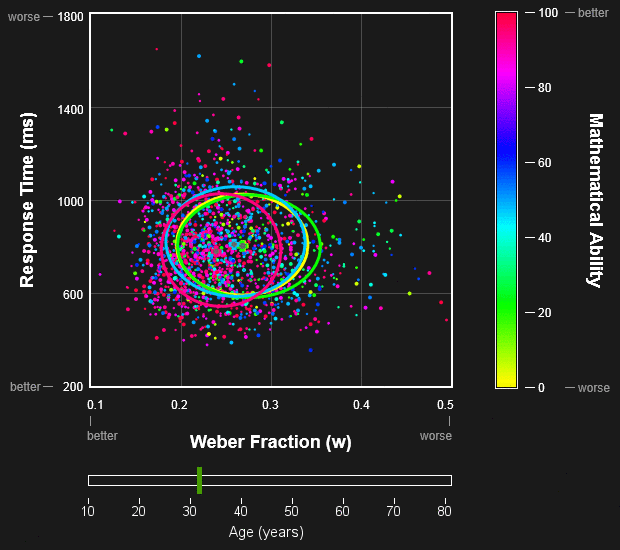 worse 1800
1400
1000
600
better 200
Response Time (ms)
0.1 0.2 0.3 0.4 0.5
better worse
Weber Fraction (w)
10 20 30 40 50 60 70 80
Age (years)
100 better
80
60
40
20
0 worse
Mathematical Ability